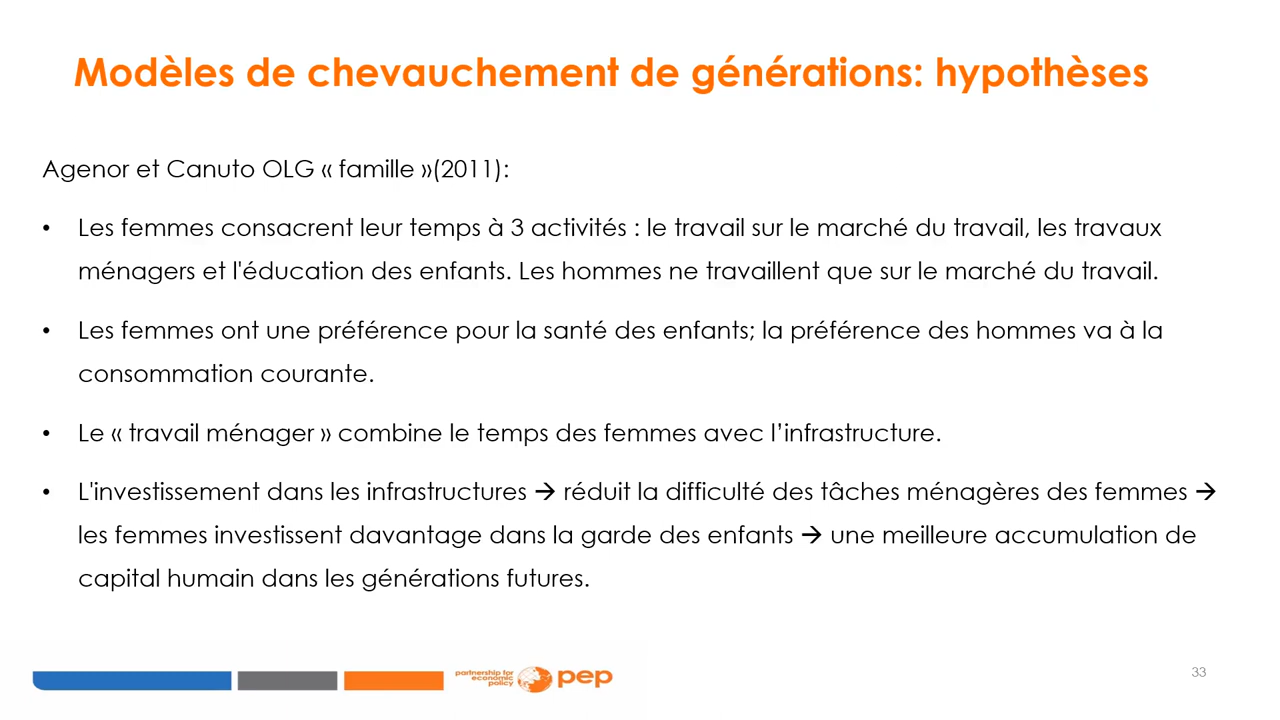 Modèles de chevauchement de générations: hypothèses
Agenor et Canuto OLG « famille »(2011):
• Les femmes consacrent leur temps à 3 activités : le travail sur le marché du travail, les travaux
ménagers et l'éducation des enfants. Les hommes ne travaillent que sur le marché du travail.
• Les femmes ont une préférence pour la santé des enfants; la préférence des hommes va à la
consommation courante.
• Le « travail ménager » combine le temps des femmes avec l’infrastructure.
• L'investissement dans les infrastructures → réduit la difficulté des tâches ménagères des femmes →
les femmes investissent davantage dans la garde des enfants → une meilleure accumulation de
capital humain dans les générations futures.
partnership for
economic
policy
pep
33